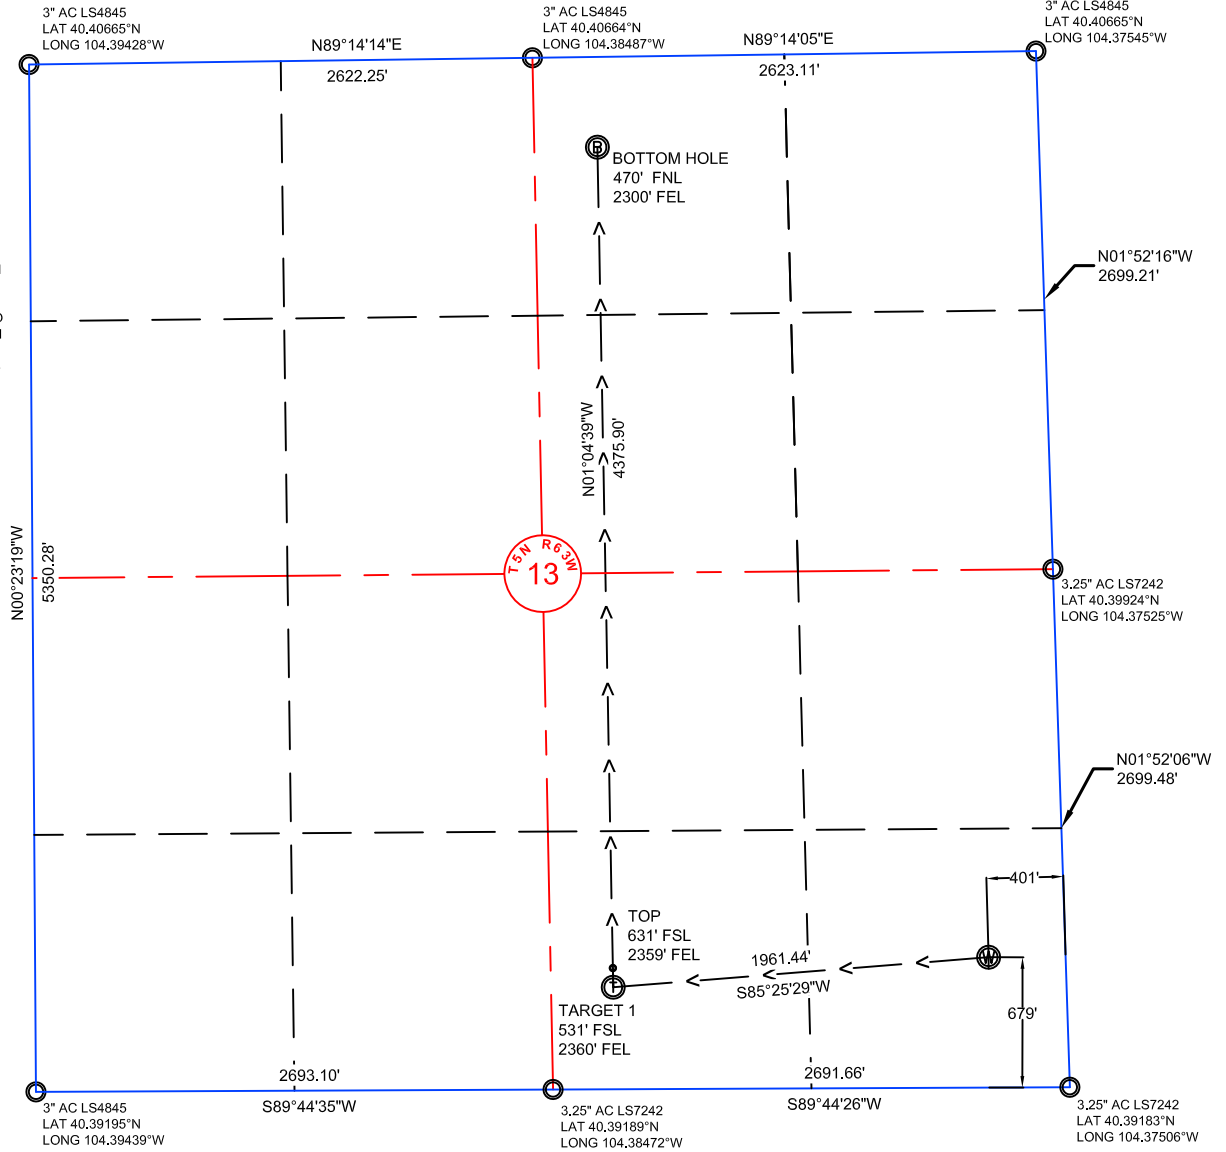 3" AC LS4845
LAT 40.40665°N
LONG 104.39428°W
3" AC LS4845
LAT 40.40664°N
LONG 104.38487°W
3" AC LS4845
LAT 40.40665°N
LONG 104.37545°W
N89°14'14"E
2622.25'
N89°14'05"E
2623.11'
B
BOTTOM HOLE
470' FNL
2300' FEL
N01°52'16"W
2699.21'
N01°04'39"W
4375.90'
N00°23'19"W
5350.28'
T5N R63W
13
3.25" AC LS7242
LAT 40.39924°N
LONG 104.37525°W
N01°52'06"W
2699.48'
401'
TOP
631' FSL
2359' FEL
1961.44'
S85°25'29"W
W
679'
T
TARGET 1
531' FSL
2360' FEL
2693.10'
S89°44'35"W
2691.66'
S89°44'26"W
3" AC LS4845
LAT 40.39195°N
LONG 104.39439°W
3.25" AC LS7242
LAT 40.39189°N
LONG 104.38472°W
3.25" AC LS7242
LAT 40.39183°N
LONG 104.37506°W